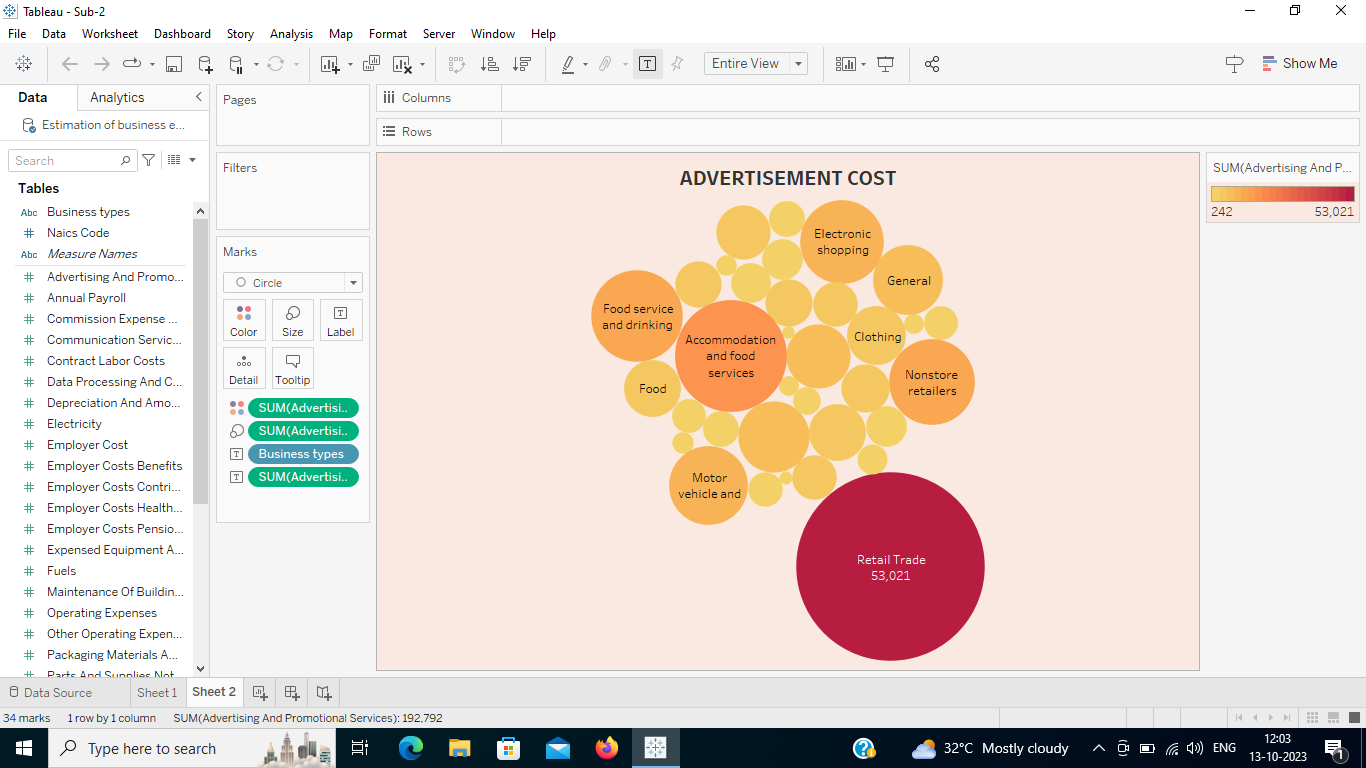 Tableau - Sub-2
File Data Worksheet Dashboard Story Analysis Map Format Server Window Help
Entire View
Show Me
Data Analytics
Estimation of business e...
Search
Tables
Abc Business types
Naics Code
Abc Measure Names
Advertising And Promo...
Annual Payroll
Commission Expense ...
Communication Servic...
Contract Labor Costs
Data Processing And C...
Depreciation And Amo...
Electricity
Employer Cost
Employer Costs Benefits
Employer Costs Contri...
Employer Costs Health...
Employer Costs Pensio...
Expensed Equipment A...
Fuels
Maintenance Of Buildin...
Operating Expenses
Other Operating Expen...
Packaging Materials A...
Parts And Supplies Not
Pages
Filters
Marks
Circle
Color Size Label
Detail Tooltip
SUM(Advertisi..
SUM(Advertisi..
Business types
SUM(Advertisi..
Columns
Rows
ADVERTISEMENT COST
Electronic
shopping
General
Food service
and drinking
Accommodation
and food
services
Clothing
Nonstore
retailers
Food
Motor
vehicle and
Retail Trade
53,021
SUM(Advertising And P...
242 53,021
Data Source Sheet 1 Sheet 2
34 marks 1 row by 1 column SUM(Advertising And Promotional Services): 192,792
Type here to search
32°C Mostly cloudy
ENG
12:03
13-10-2023
1